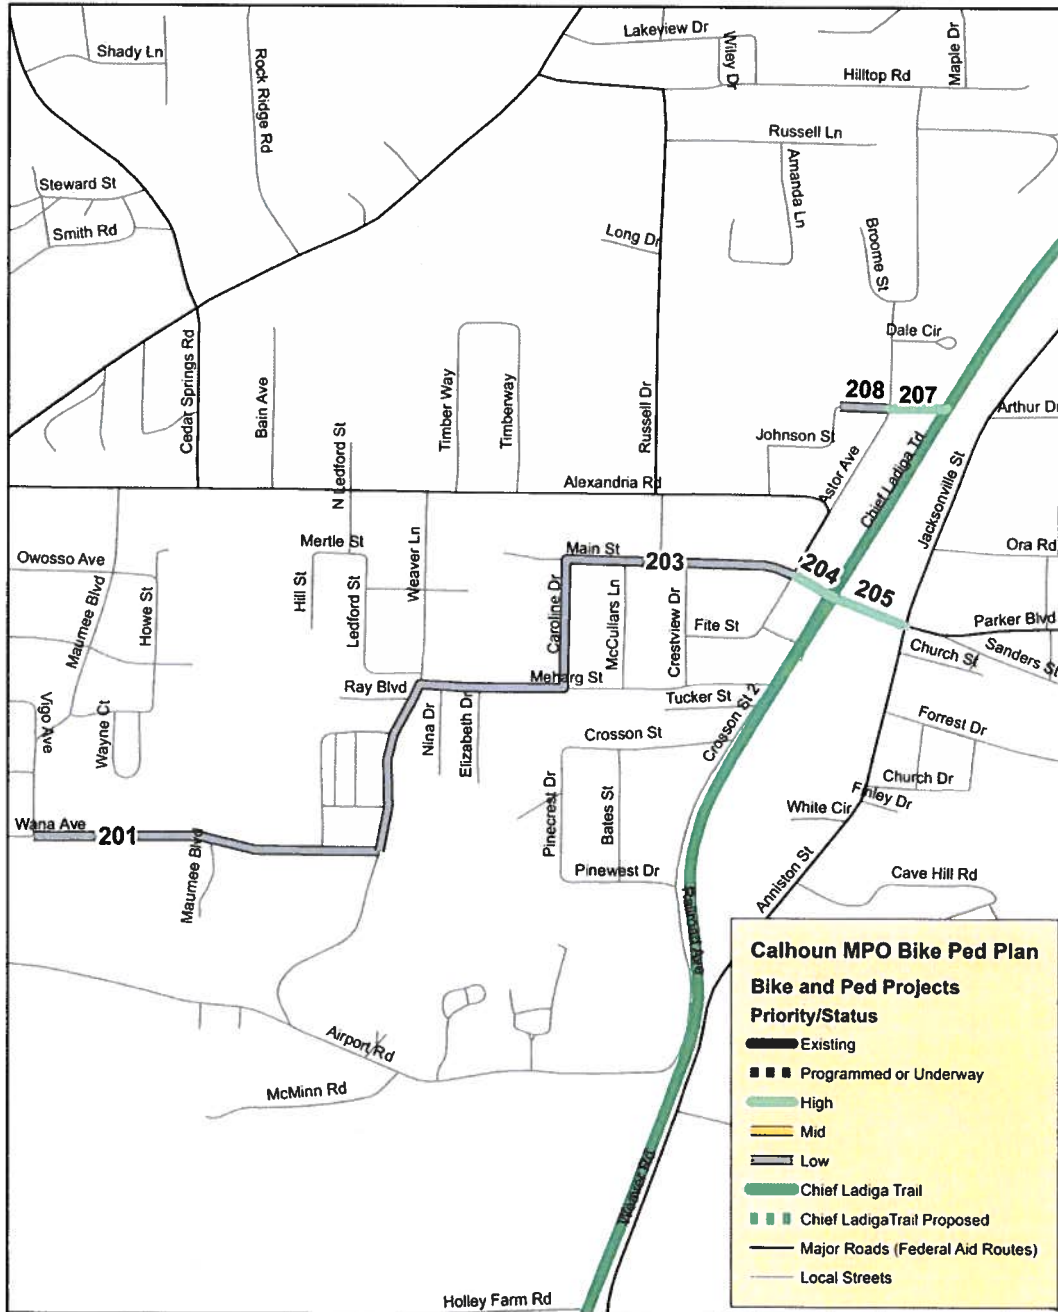 Lakeview Dr
Shady Ln
Rock Ridge Rd
Wiley Dr
Maple Dr
Hilltop Rd
Russell Ln
Amanda Ln
Steward St
Smith Rd
Long Dr
Broome St
Dale Cir
Cedar Springs Rd
Bain Ave
Timber Way
Timberway
Russell Dr
208
207
Arthur Dr
Johnson St
Astor Ave
Chief Ladiga Trl
Jacksonville St
N Ledford St
Alexandria Rd
Mertle St
Weaver Ln
Main St
203
204
205
Ora Rd
Owosso Ave
Maumee Blvd
Howe St
Hill St
Ledford St
Caroline Dr
McCullars Ln
Crestview Dr
Fite St
Parker Blvd
Sanders St
Church St
Meharg St
Ray Blvd
Tucker St
Crosson St 2
Vigo Ave
Wayne Ct
Nina Dr
Elizabeth Dr
Crosson St
Forrest Dr
Church Dr
Finley Dr
White Cir
Pinecrest Dr
Bates St
Wana Ave
201
Maumee Blvd
Pinewest Dr
Anniston St
Cave Hill Rd
Railroad Ave
Airport Rd
McMinn Rd
Weaver Rd
Holley Farm Rd
Calhoun MPO Bike Ped Plan
Bike and Ped Projects
Priority/Status
Existing
Programmed or Underway
High
Mid
Low
Chief Ladiga Trail
Chief LadigaTrail Proposed
Major Roads (Federal Aid Routes)
Local Streets